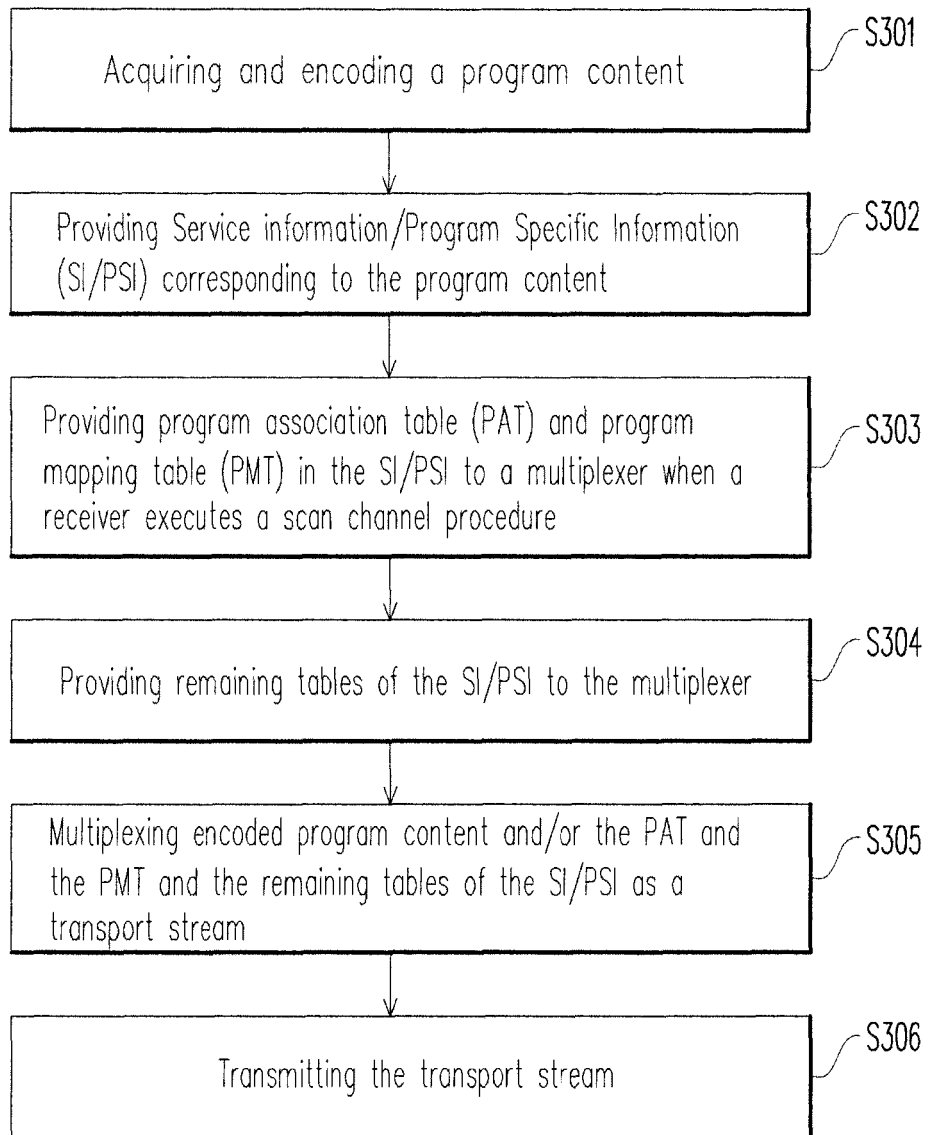 Acquiring and encoding a program content
S301
Providing Service information/Program Specific Information
(SI/PSI) corresponding to the program content
S302
Providing program association table (PAT) and program
mapping table (PMT) in the SI/PSI to a multiplexer when a
receiver executes a scan channel procedure
S303
Providing remaining tables of the SI/PSI to the multiplexer
S304
Multiplexing encoded program content and/or the PAT and
the PMT and the remaining tables of the SI/PSI as a
transport stream
S305
Transmitting the transport stream
S306